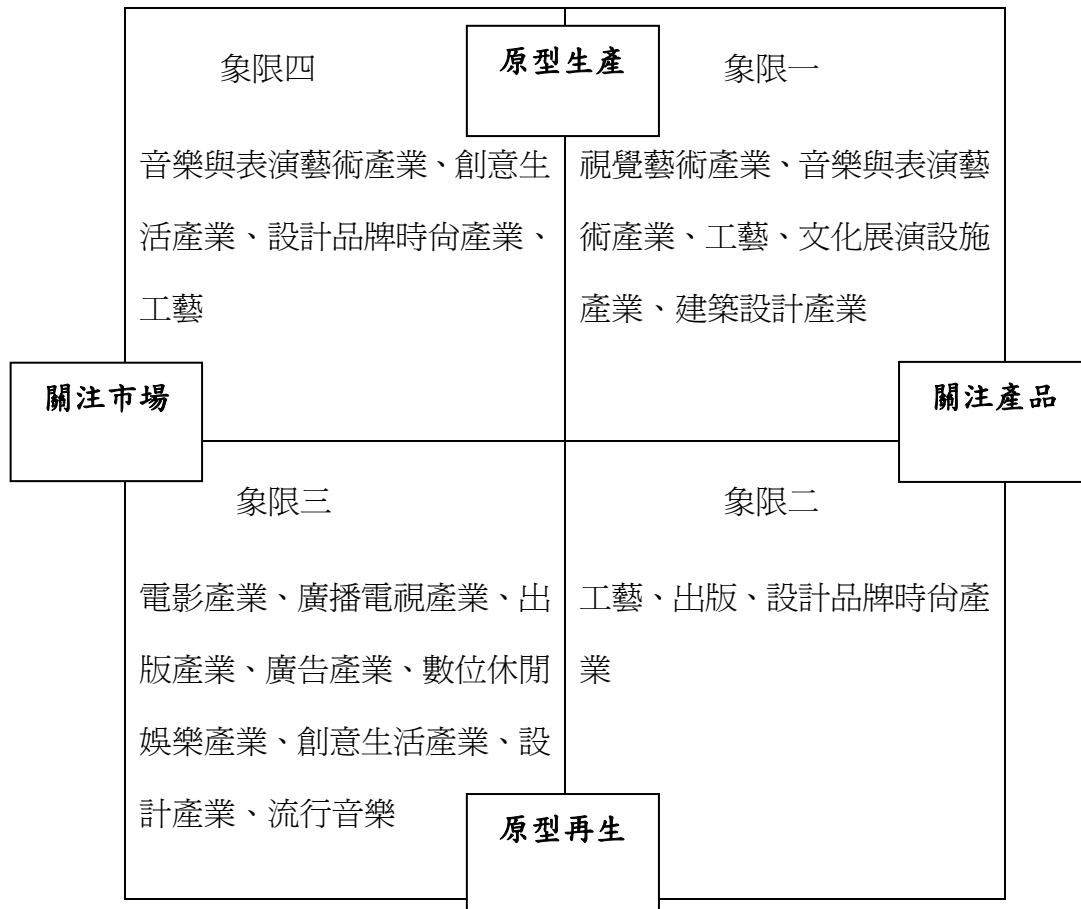 原型生產
象限四
音樂與表演藝術產業、創意生
活產業、設計品牌時尚產業、
工藝
象限一
視覺藝術產業、音樂與表演藝
術產業、工藝、文化展演設施
產業、建築設計產業
關注市場
關注產品
象限三
電影產業、廣播電視產業、出
版產業、廣告產業、數位休閒
娛樂產業、創意生活產業、設
計產業、流行音樂
象限二
工藝、出版、設計品牌時尚產
業
原型再生